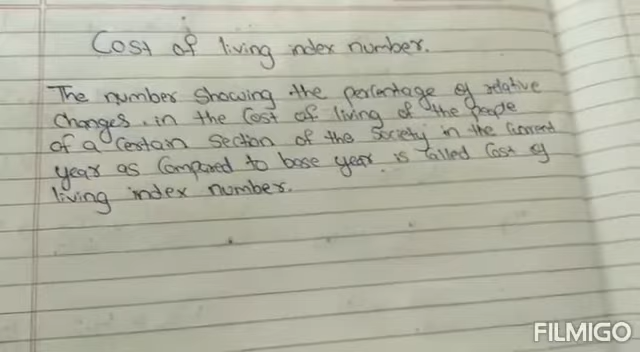 Cost of living index number.
The number showing the percentage of relative
changes in the cost of living of the people
of a certain section of the society in the current
year as compared to base year is called cost of
living index number.
FILMIGO